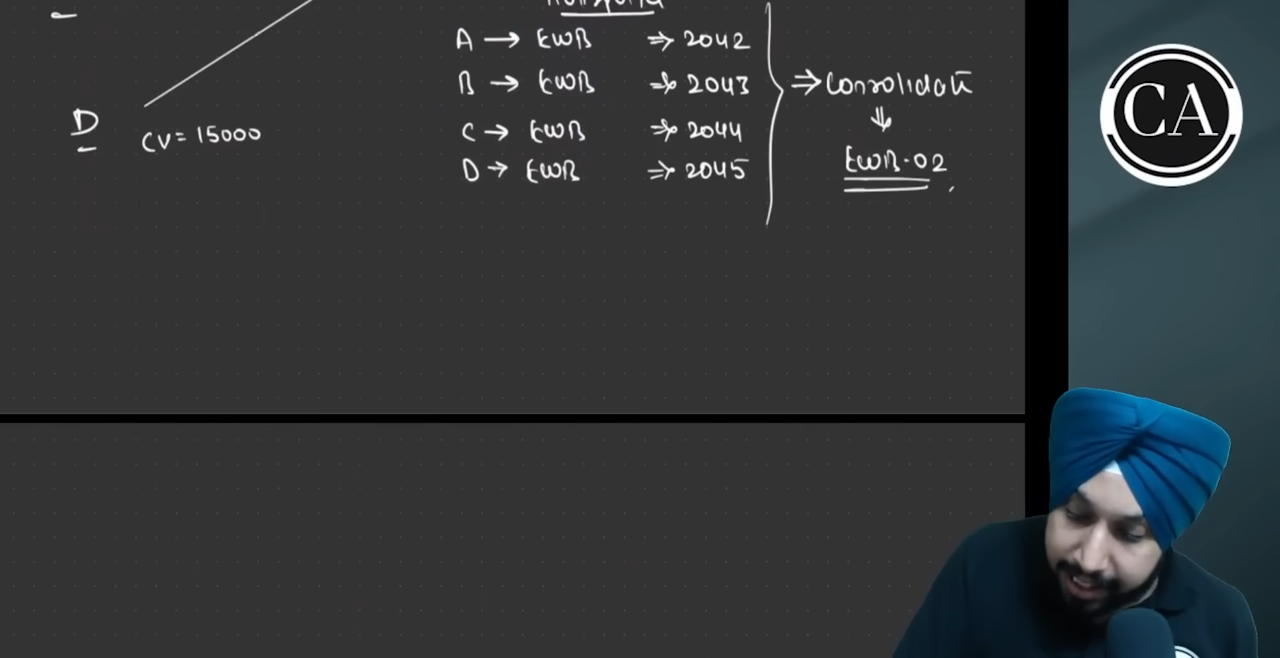 A → EWB ⇒ 2042
B → EWB ⇒ 2043
C → EWB ⇒ 2044
D → EWB ⇒ 2045
⇒ Consolidate
EWB-02
D
CV = 15000
CA